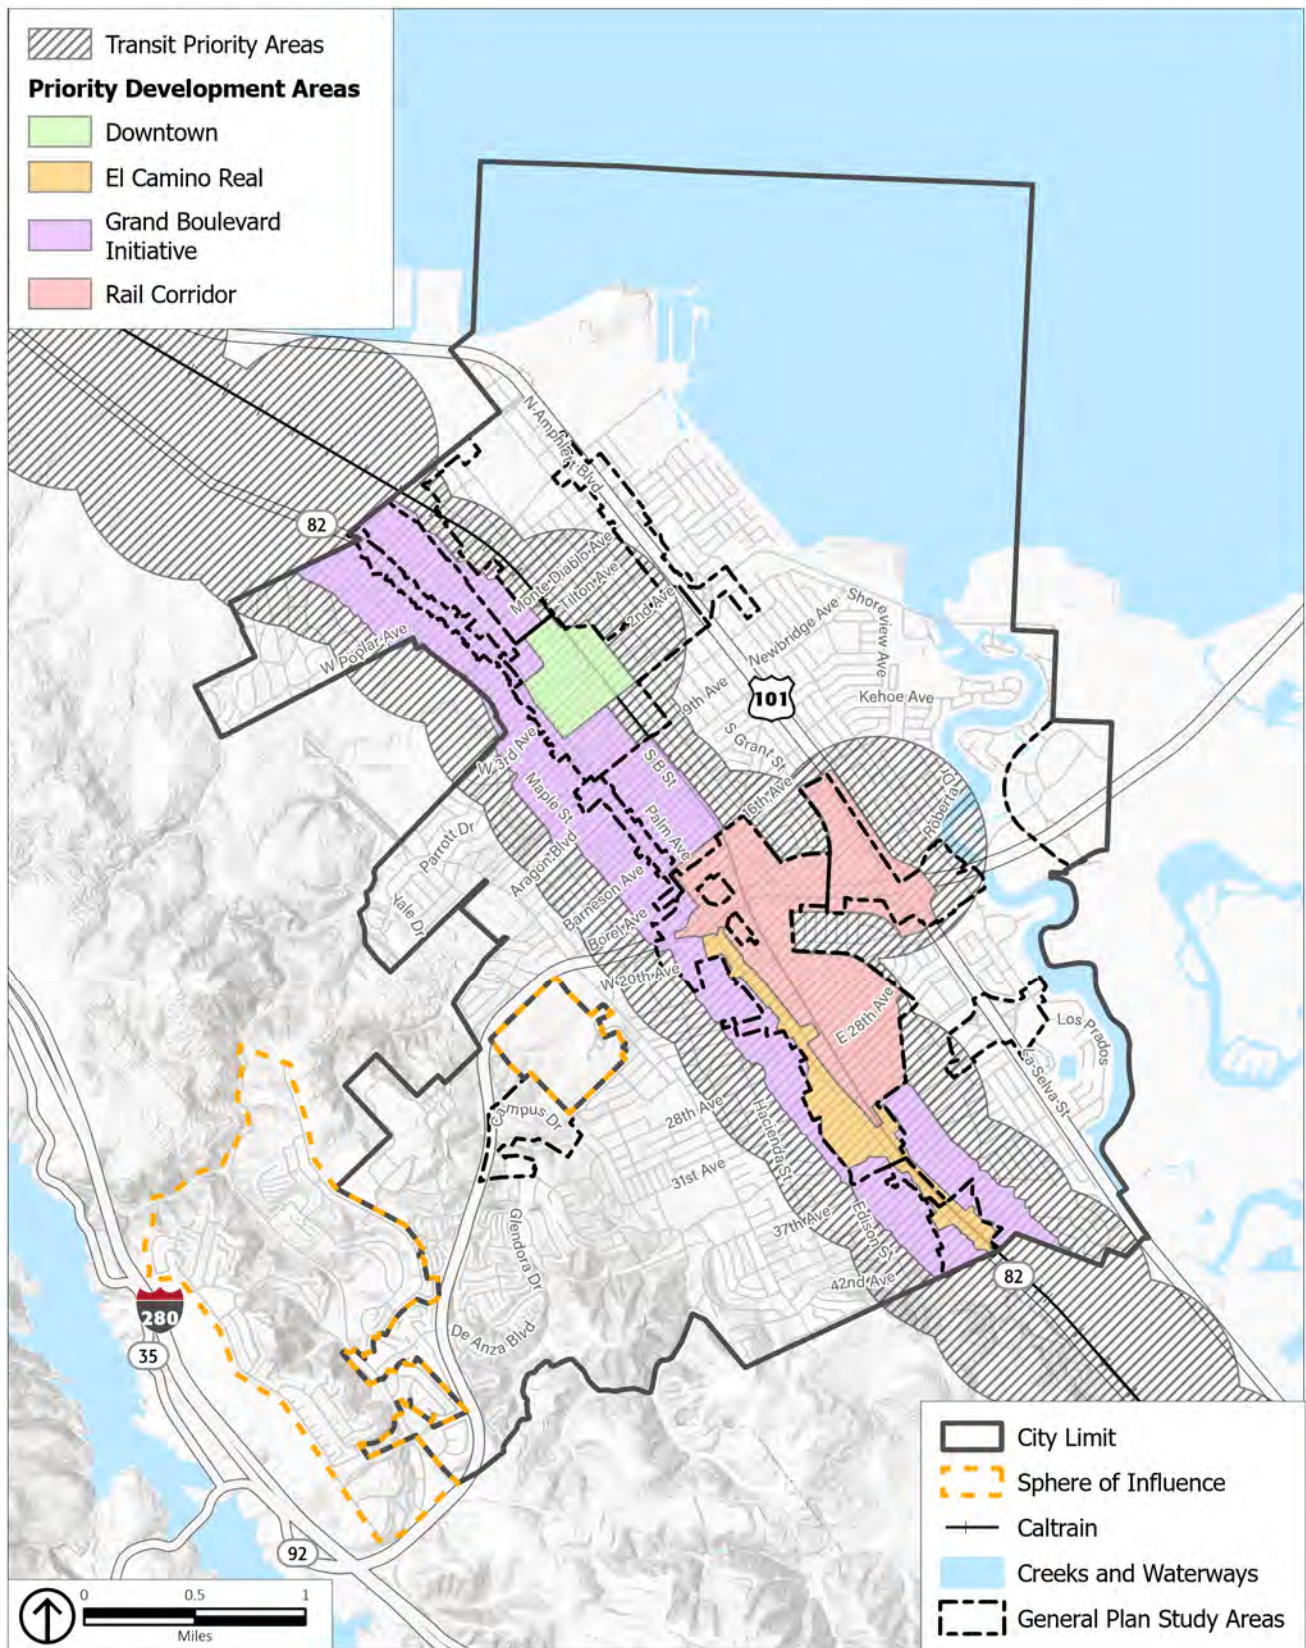 Transit Priority Areas
Priority Development Areas
Downtown
El Camino Real
Grand Boulevard
Initiative
Rail Corridor
N Amphlett Blvd
82
Monte Diablo Ave
Tilton Ave
2nd Ave
W Poplar Ave
Newbridge Ave
Shoreview Ave
Kehoe Ave
101
9th Ave
S Grant St
W 3rd Ave
S B St
Maple St
16th Ave
Palm Ave
Roberta Dr
Parrott Dr
Aragon Blvd
Yale Dr
Barneson Ave
Borel Ave
W 20th Ave
E 28th Ave
Los Prados
La Selva St
Campus Dr
28th Ave
Hacienda St
31st Ave
37th Ave
Edison St
Glendora Dr
42nd Ave
82
280
De Anza Blvd
35
92
City Limit
Sphere of Influence
Caltrain
Creeks and Waterways
General Plan Study Areas
0 0.5 1
Miles